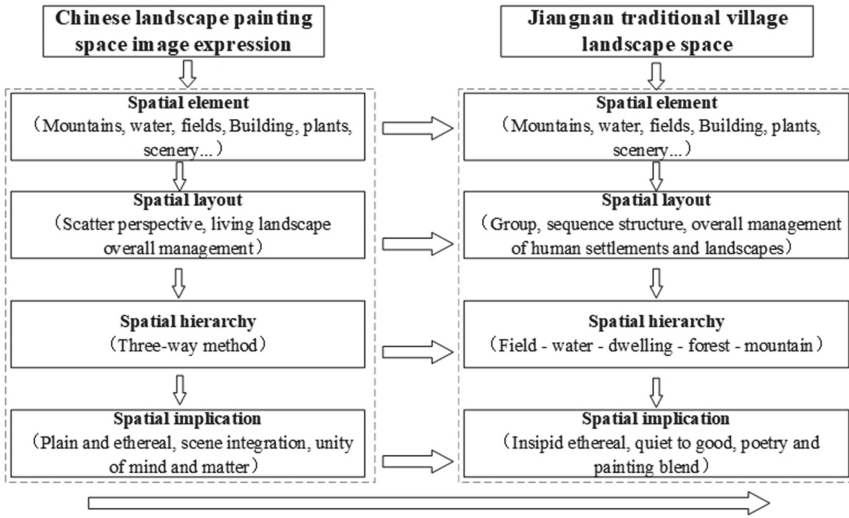 Chinese landscape painting
space image expression
Spatial element
（Mountains, water, fields, Building, plants,
scenery...）
Spatial layout
（Scatter perspective, living landscape
overall management）
Spatial hierarchy
（Three-way method）
Spatial implication
（Plain and ethereal, scene integration, unity
of mind and matter）
Jiangnan traditional village
landscape space
Spatial element
（Mountains, water, fields, Building, plants,
scenery...）
Spatial layout
（Group, sequence structure, overall management
of human settlements and landscapes）
Spatial hierarchy
（Field - water - dwelling - forest - mountain）
Spatial implication
（Insipid ethereal, quiet to good, poetry and
painting blend）